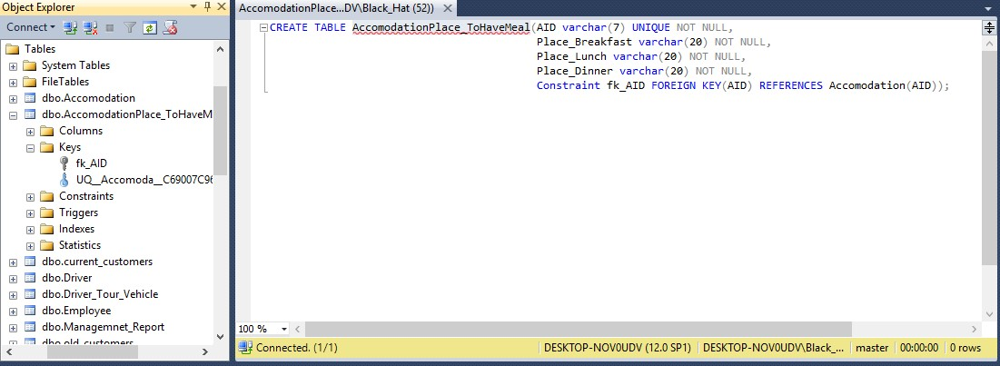 Object Explorer
Connect
Tables
System Tables
FileTables
dbo.Accomodation
dbo.AccomodationPlace_ToHaveM
Columns
Keys
fk_AID
UQ__Accomoda__C69007C96
Constraints
Triggers
Indexes
Statistics
dbo.current_customers
dbo.Driver
dbo.Driver_Tour_Vehicle
dbo.Employee
dbo.Managemnet_Report
dbo.old_customers
AccomodationPlace...DV\Black_Hat (52))
CREATE TABLE AccomodationPlace_ToHaveMeal(AID varchar(7) UNIQUE NOT NULL,
Place_Breakfast varchar(20) NOT NULL,
Place_Lunch varchar(20) NOT NULL,
Place_Dinner varchar(20) NOT NULL,
Constraint fk_AID FOREIGN KEY(AID) REFERENCES Accomodation(AID));
100 %
Connected. (1/1) DESKTOP-NOV0UDV (12.0 SP1) DESKTOP-NOV0UDV\Black_... master 00:00:00 0 rows